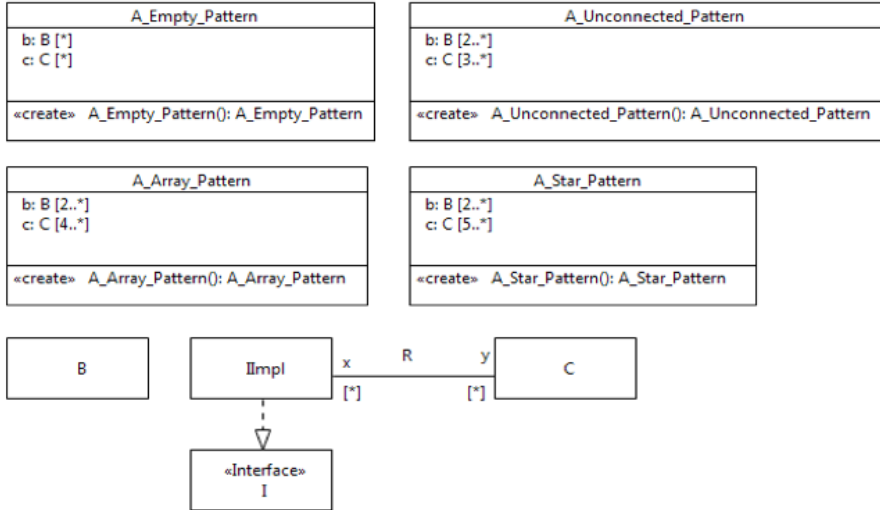 A_Empty_Pattern
b: B [*]
c: C [*]
«create» A_Empty_Pattern(): A_Empty_Pattern
A_Unconnected_Pattern
b: B [2..*]
c: C [3..*]
«create» A_Unconnected_Pattern(): A_Unconnected_Pattern
A_Array_Pattern
b: B [2..*]
c: C [4..*]
«create» A_Array_Pattern(): A_Array_Pattern
A_Star_Pattern
b: B [2..*]
c: C [5..*]
«create» A_Star_Pattern(): A_Star_Pattern
B
IImpl
x R y
[*] [*]
C
«Interface»
I